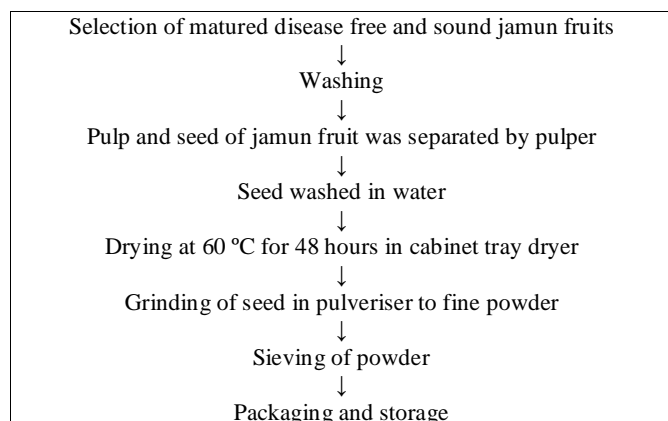 Selection of matured disease free and sound jamun fruits
↓
Washing
↓
Pulp and seed of jamun fruit was separated by pulper
↓
Seed washed in water
↓
Drying at 60 ºC for 48 hours in cabinet tray dryer
↓
Grinding of seed in pulveriser to fine powder
↓
Sieving of powder
↓
Packaging and storage